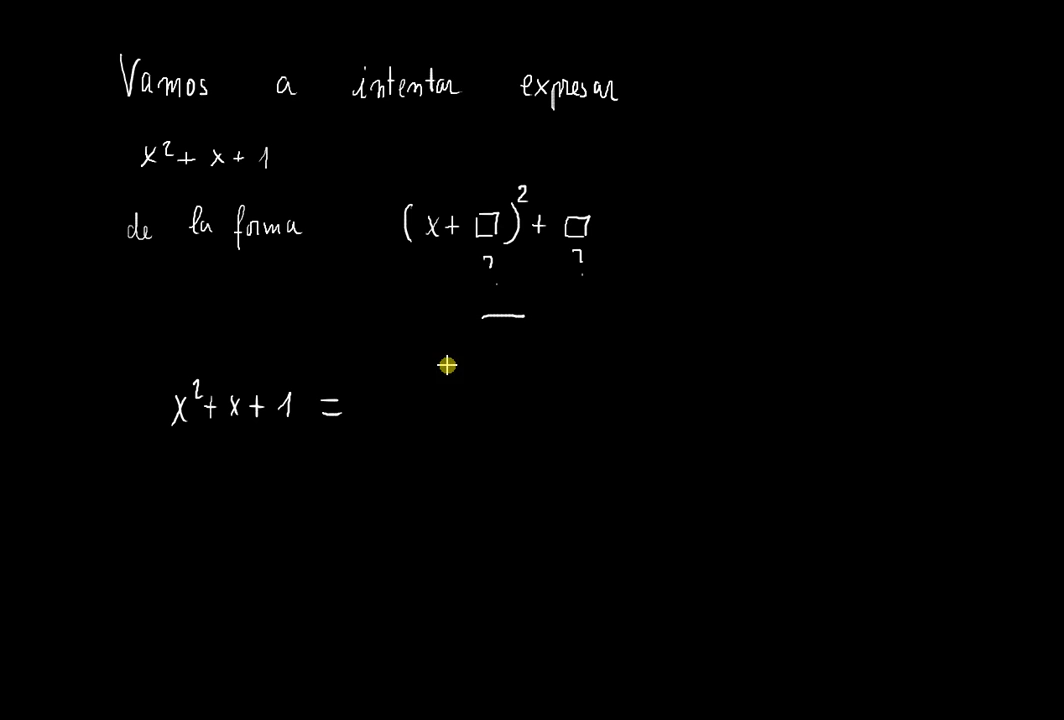 Vamos a intentar expresar
x² + x + 1
de la forma (x + □)² + □
? ?
x² + x + 1 =